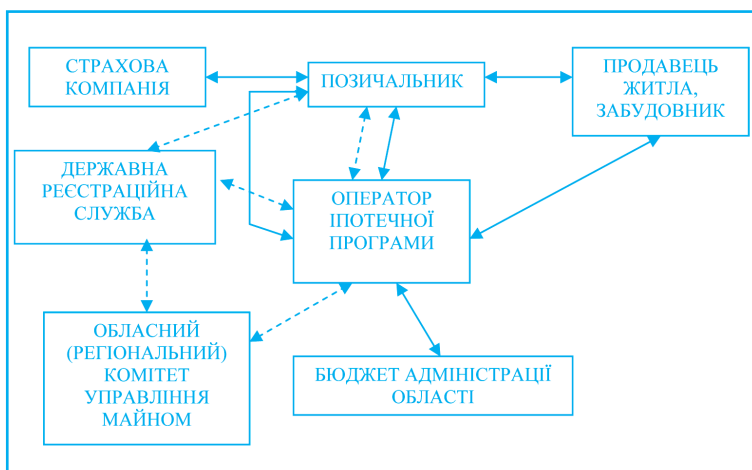 СТРАХОВА
КОМПАНІЯ
ПОЗИЧАЛЬНИК
ПРОДАВЕЦЬ
ЖИТЛА,
ЗАБУДОВНИК
ДЕРЖАВНА
РЕЄСТРАЦІЙНА
СЛУЖБА
ОПЕРАТОР
ІПОТЕЧНОЇ
ПРОГРАМИ
ОБЛАСНИЙ
(РЕГІОНАЛЬНИЙ)
КОМІТЕТ
УПРАВЛІННЯ
МАЙНОМ
БЮДЖЕТ АДМІНІСТРАЦІЇ
ОБЛАСТІ